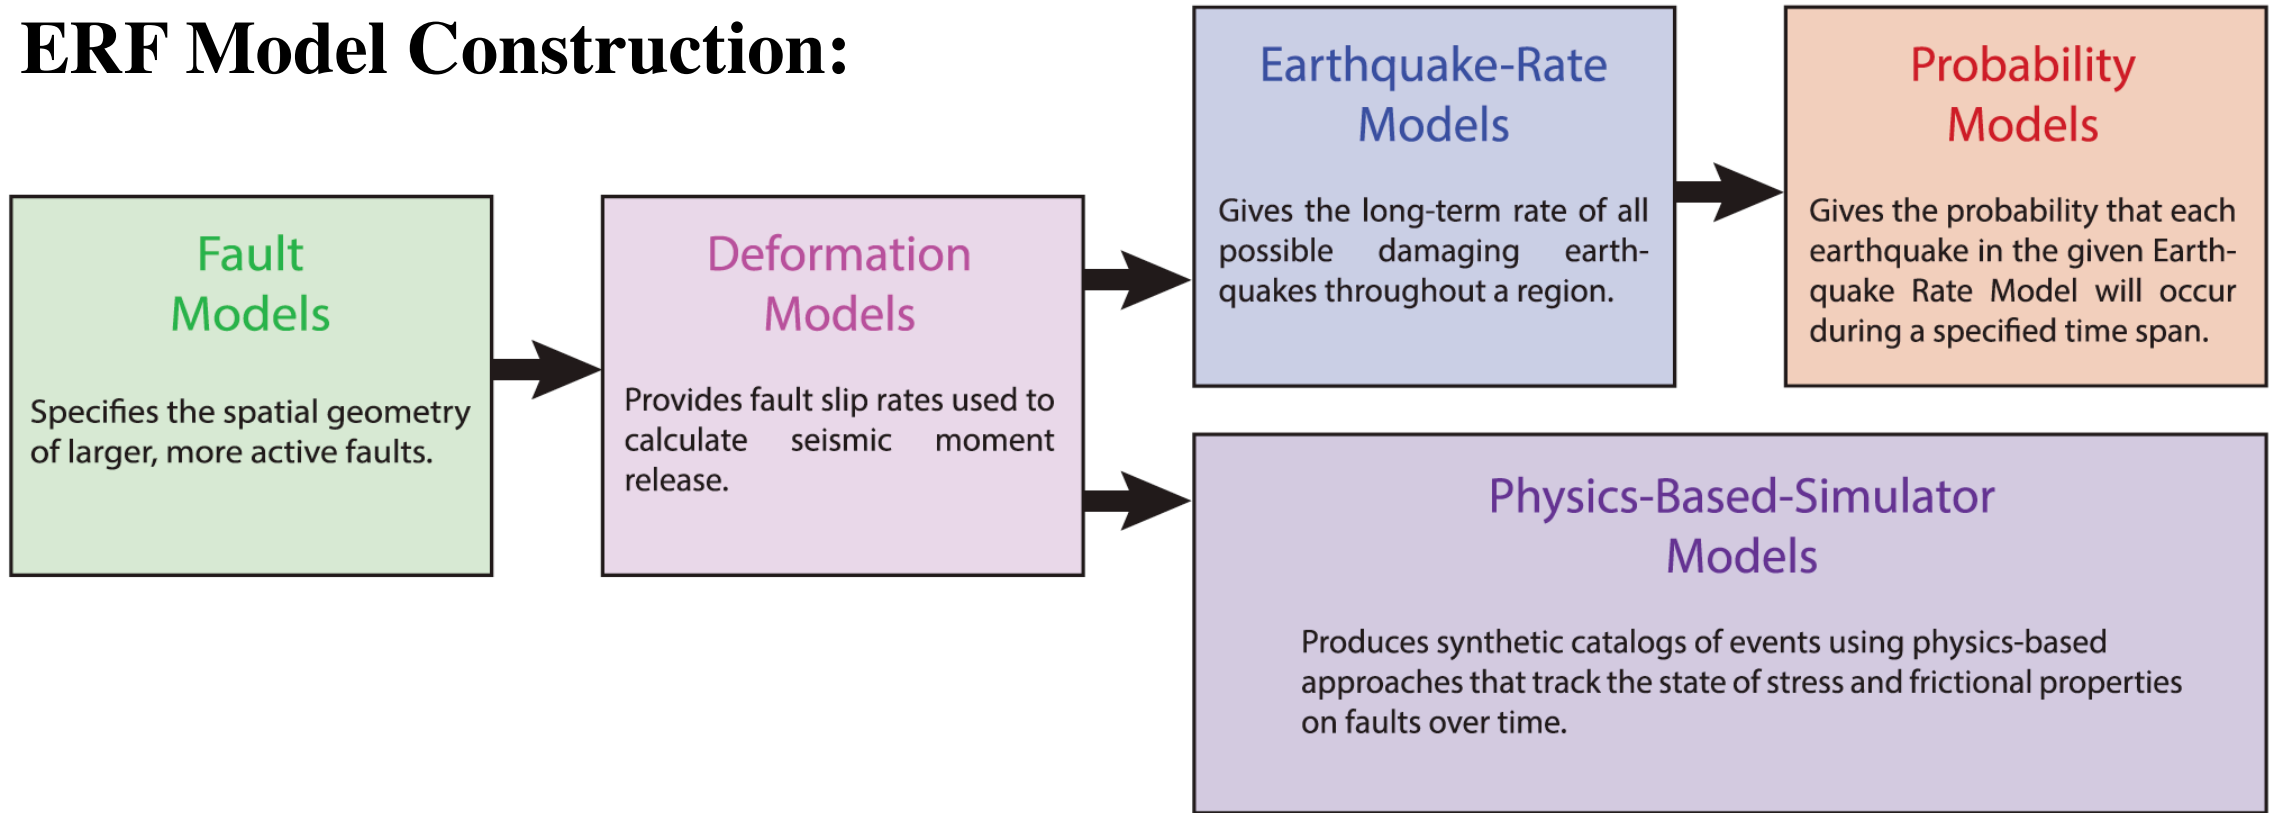 ERF Model Construction:
Fault
Models
Specifies the spatial geometry
of larger, more active faults.
Deformation
Models
Provides fault slip rates used to
calculate seismic moment
release.
Earthquake-Rate
Models
Gives the long-term rate of all
possible damaging earth-
quakes throughout a region.
Probability
Models
Gives the probability that each
earthquake in the given Earth-
quake Rate Model will occur
during a specified time span.
Physics-Based-Simulator
Models
Produces synthetic catalogs of events using physics-based
approaches that track the state of stress and frictional properties
on faults over time.